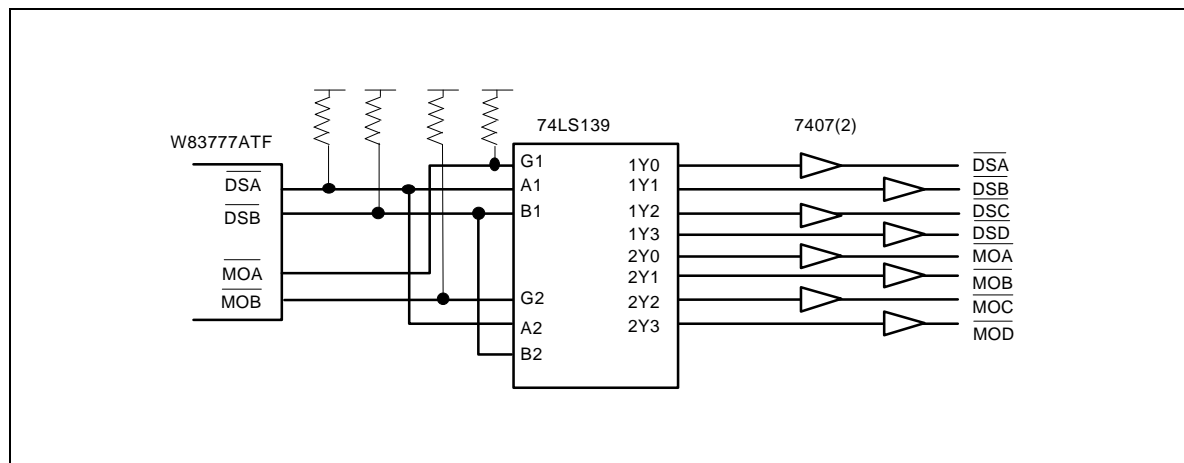 74LS139
7407(2)
W83777ATF
DSA
DSB
MOA
MOB
G1
A1
B1
G2
A2
B2
1Y0
1Y1
1Y2
1Y3
2Y0
2Y1
2Y2
2Y3
DSA
DSB
DSC
DSD
MOA
MOB
MOC
MOD